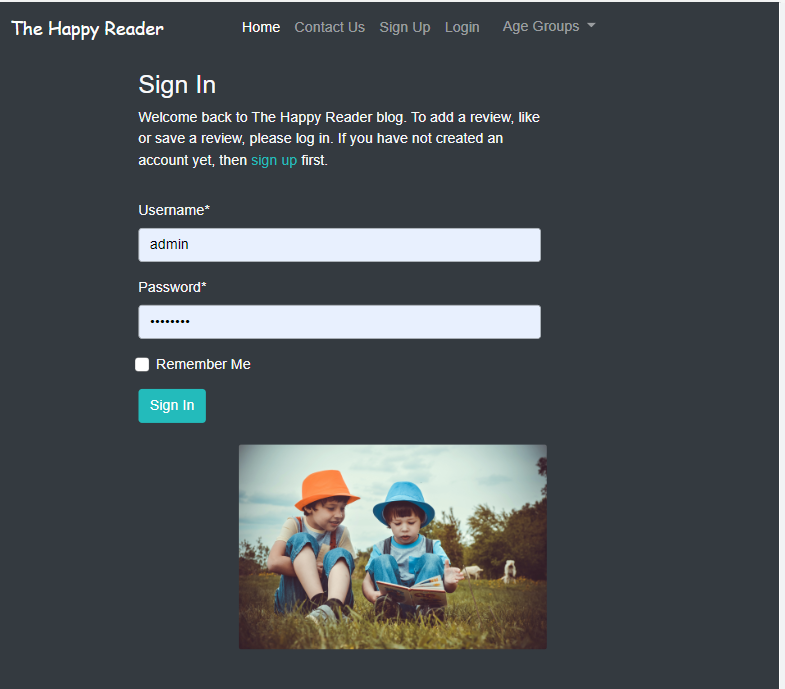 The Happy Reader
Home Contact Us Sign Up Login Age Groups
Sign In
Welcome back to The Happy Reader blog. To add a review, like
or save a review, please log in. If you have not created an
account yet, then sign up first.
Username*
admin
Password*
••••••••
Remember Me
Sign In